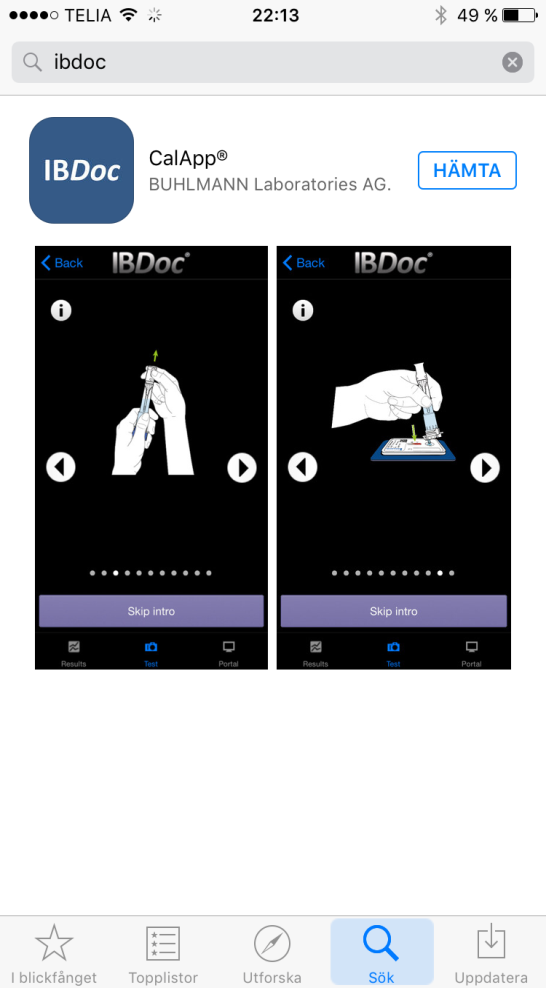 TELIA 22:13 49 %
ibdoc
IBDoc
CalApp®
BUHLMANN Laboratories AG.
HÄMTA
Back IBDoc®
i
Skip intro
Results Test Portal
Back IBDoc®
i
Skip intro
Results Test Portal
I blickfånget Topplistor Utforska Sök Uppdatera